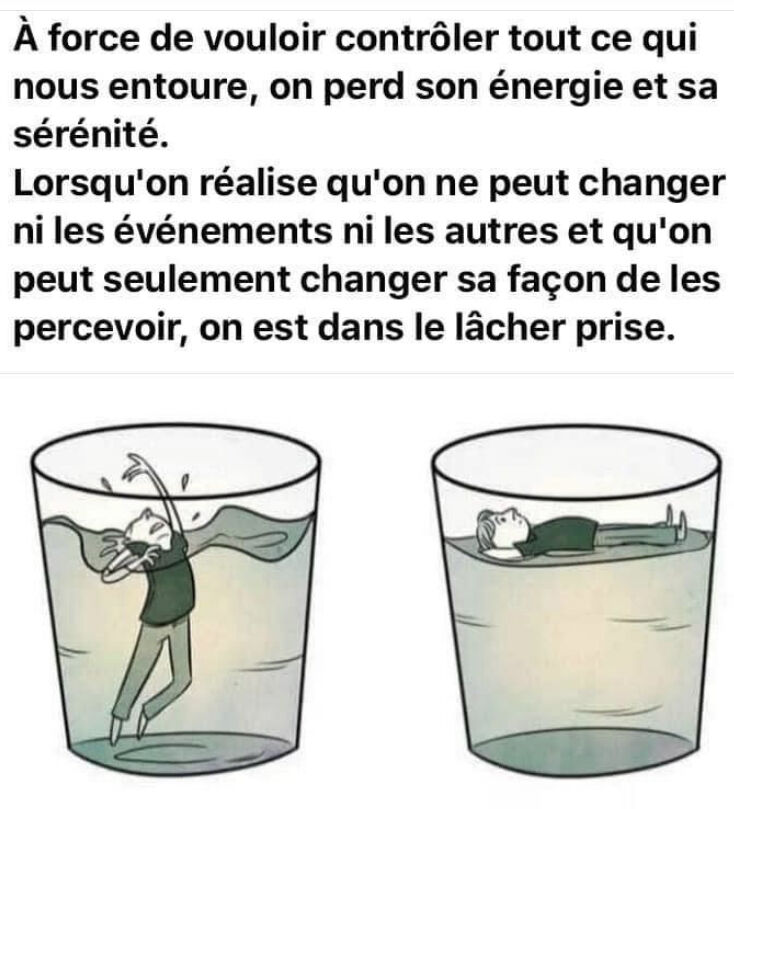 À force de vouloir contrôler tout ce qui
nous entoure, on perd son énergie et sa
sérénité.
Lorsqu'on réalise qu'on ne peut changer
ni les événements ni les autres et qu'on
peut seulement changer sa façon de les
percevoir, on est dans le lâcher prise.